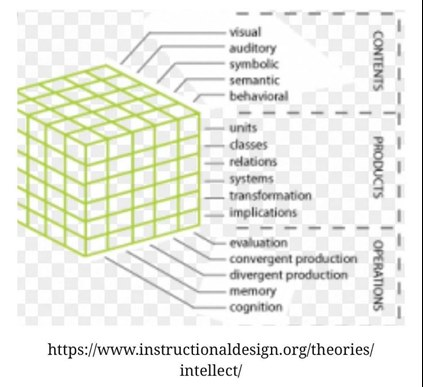 visual
auditory
symbolic
semantic
behavioral
CONTENTS
units
classes
relations
systems
transformation
implications
PRODUCTS
evaluation
convergent production
divergent production
memory
cognition
OPERATIONS
https://www.instructionaldesign.org/theories/
intellect/